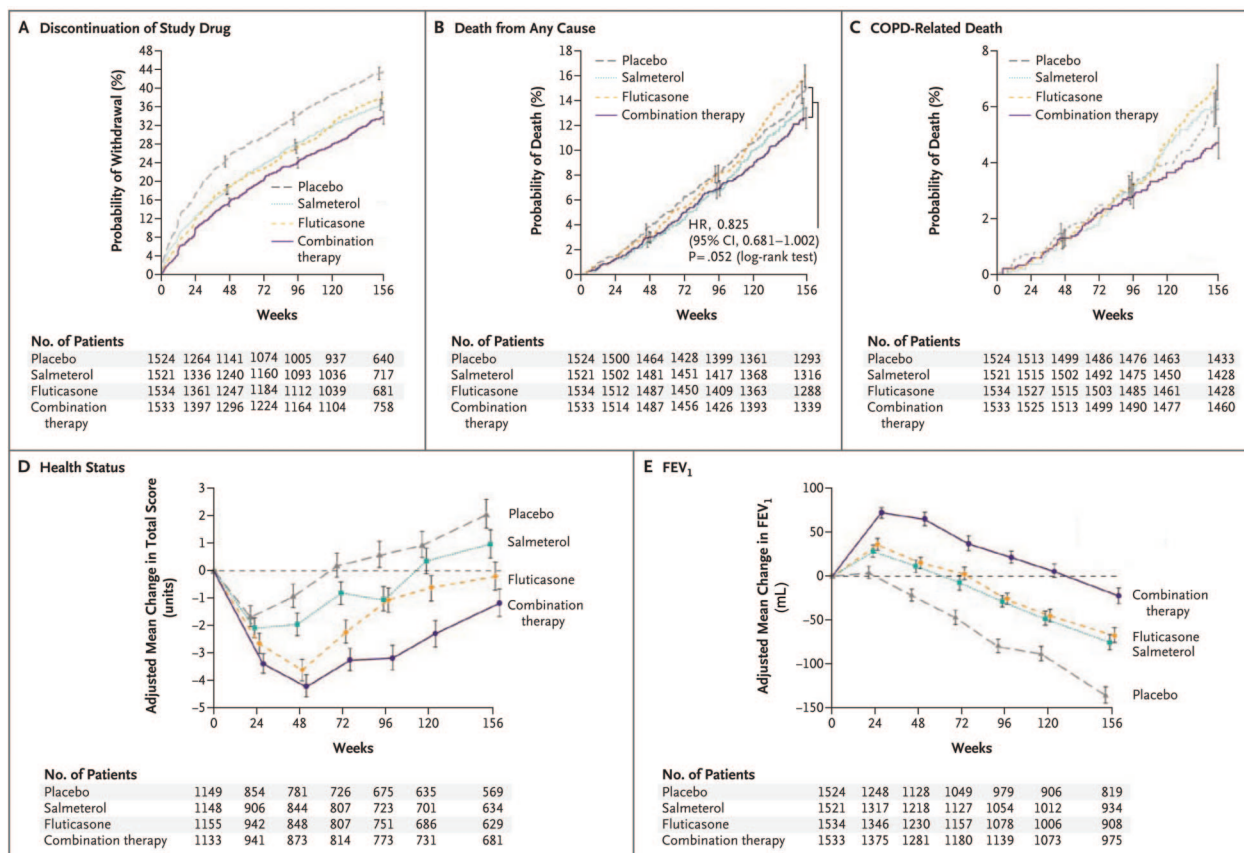 A Discontinuation of Study Drug
Probability of Withdrawal (%)
48
44
40
36
32
28
24
20
16
12
8
4
0
Placebo
Salmeterol
Fluticasone
Combination
therapy
0 24 48 72 96 120 156
Weeks
No. of Patients
Placebo 1524 1264 1141 1074 1005 937 640
Salmeterol 1521 1336 1240 1160 1093 1036 717
Fluticasone 1534 1361 1247 1184 1112 1039 681
Combination 1533 1397 1296 1224 1164 1104 758
therapy
B Death from Any Cause
Probability of Death (%)
18
16
14
12
10
8
6
4
2
0
Placebo
Salmeterol
Fluticasone
Combination therapy
HR, 0.825
(95% CI, 0.681–1.002)
P=.052 (log-rank test)
0 24 48 72 96 120 156
Weeks
No. of Patients
Placebo 1524 1500 1464 1428 1399 1361 1293
Salmeterol 1521 1502 1481 1451 1417 1368 1316
Fluticasone 1534 1512 1487 1450 1409 1363 1288
Combination 1533 1514 1487 1456 1426 1393 1339
therapy
C COPD-Related Death
Probability of Death (%)
8
6
4
2
0
Placebo
Salmeterol
Fluticasone
Combination therapy
0 24 48 72 96 120 156
Weeks
No. of Patients
Placebo 1524 1513 1499 1486 1476 1463 1433
Salmeterol 1521 1515 1502 1492 1475 1450 1428
Fluticasone 1534 1527 1515 1503 1485 1461 1428
Combination 1533 1525 1513 1499 1490 1477 1460
therapy
D Health Status
Adjusted Mean Change in Total Score
(units)
3
2
1
0
−1
−2
−3
−4
−5
Placebo
Salmeterol
Fluticasone
Combination
therapy
0 24 48 72 96 120 156
Weeks
No. of Patients
Placebo 1149 854 781 726 675 635 569
Salmeterol 1148 906 844 807 723 701 634
Fluticasone 1155 942 848 807 751 686 629
Combination therapy 1133 941 873 814 773 731 681
E FEV1
Adjusted Mean Change in FEV1
(mL)
100
50
0
−50
−100
−150
Combination
therapy
Fluticasone
Salmeterol
Placebo
0 24 48 72 96 120 156
Weeks
No. of Patients
Placebo 1524 1248 1128 1049 979 906 819
Salmeterol 1521 1317 1218 1127 1054 1012 934
Fluticasone 1534 1346 1230 1157 1078 1006 908
Combination therapy 1533 1375 1281 1180 1139 1073 975